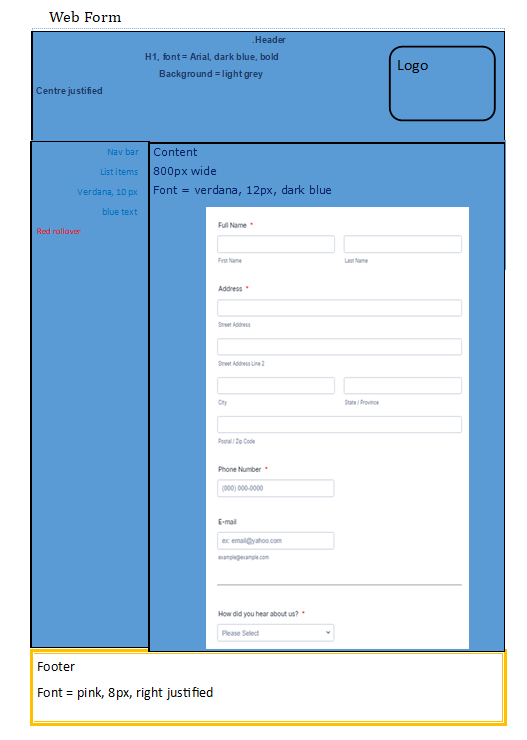 Web Form
.Header
H1, font = Arial, dark blue, bold
Background = light grey
Centre justified
Logo
Nav bar
List items
Verdana, 10 px
blue text
Red rollover
Content
800px wide
Font = verdana, 12px, dark blue
Full Name *
First Name Last Name
Address *
Street Address
Street Address Line 2
City State / Province
Postal / Zip Code
Phone Number *
(000) 000-0000
E-mail
ex: email@yahoo.com
example@example.com
How did you hear about us? *
Please Select
Footer
Font = pink, 8px, right justified